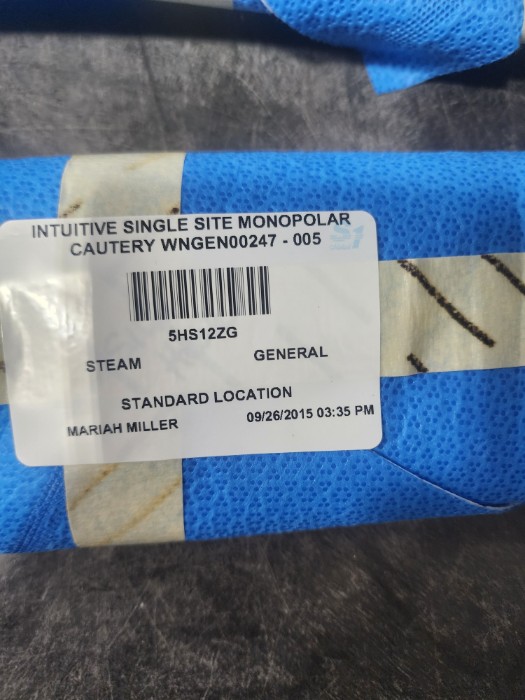 INTUITIVE SINGLE SITE MONOPOLAR
CAUTERY WNGEN00247 - 005
5HS12ZG
STEAM GENERAL
STANDARD LOCATION
MARIAH MILLER 09/26/2015 03:35 PM